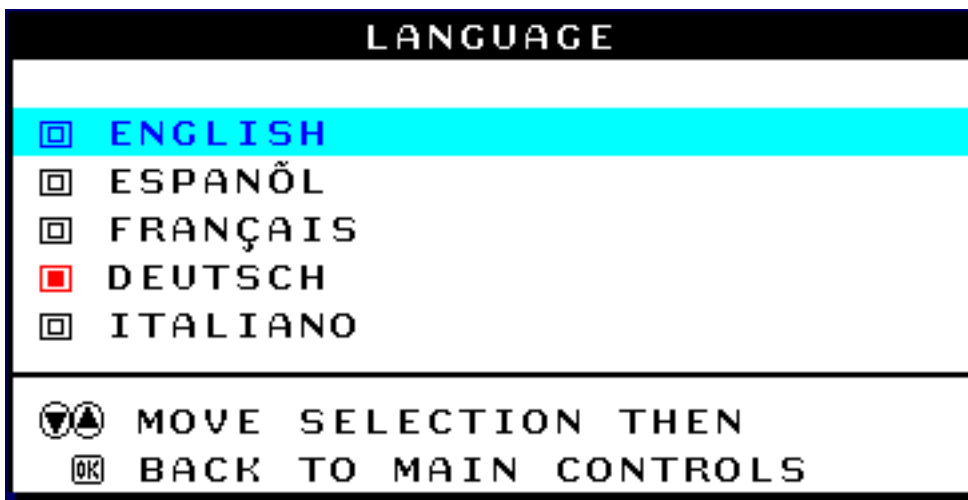 LANGUAGE
ENGLISH
ESPANÕL
FRANÇAIS
DEUTSCH
ITALIANO
MOVE SELECTION THEN
OK BACK TO MAIN CONTROLS